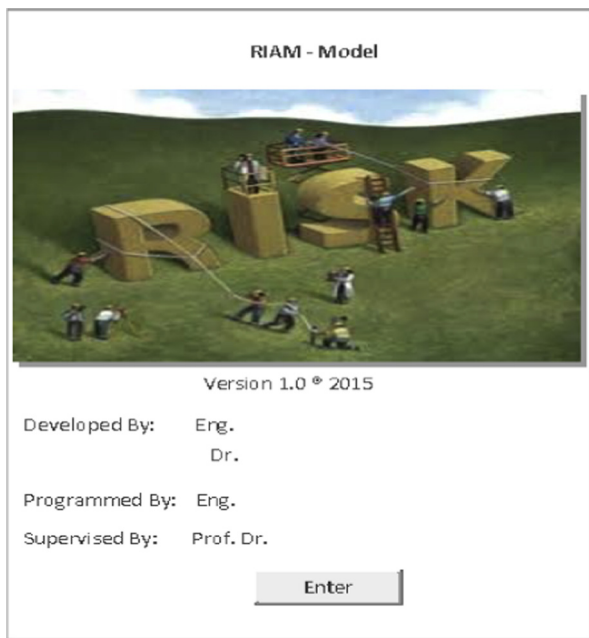 RIAM - Model
RISK
Version 1.0 ® 2015
Developed By: Eng.
Dr.
Programmed By: Eng.
Supervised By: Prof. Dr.
Enter